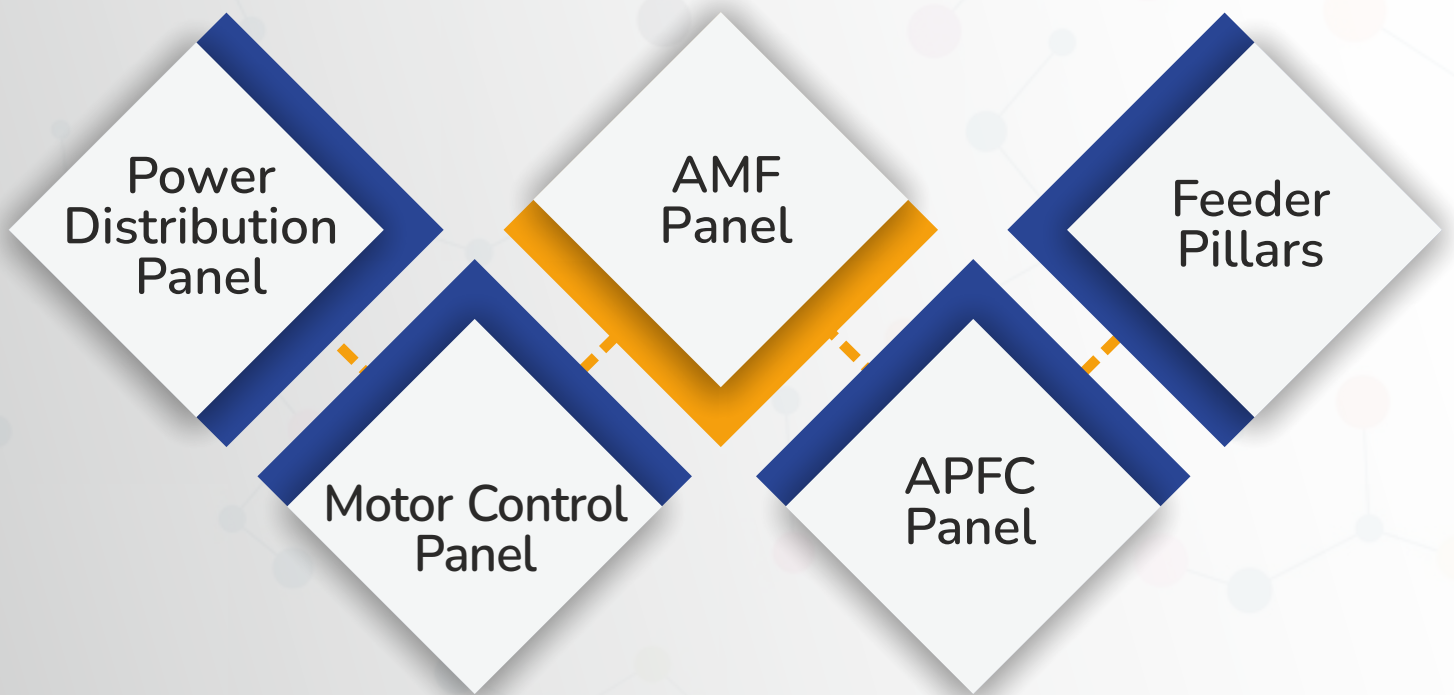 Power
Distribution
Panel
Motor Control
Panel
AMF
Panel
APFC
Panel
Feeder
Pillars